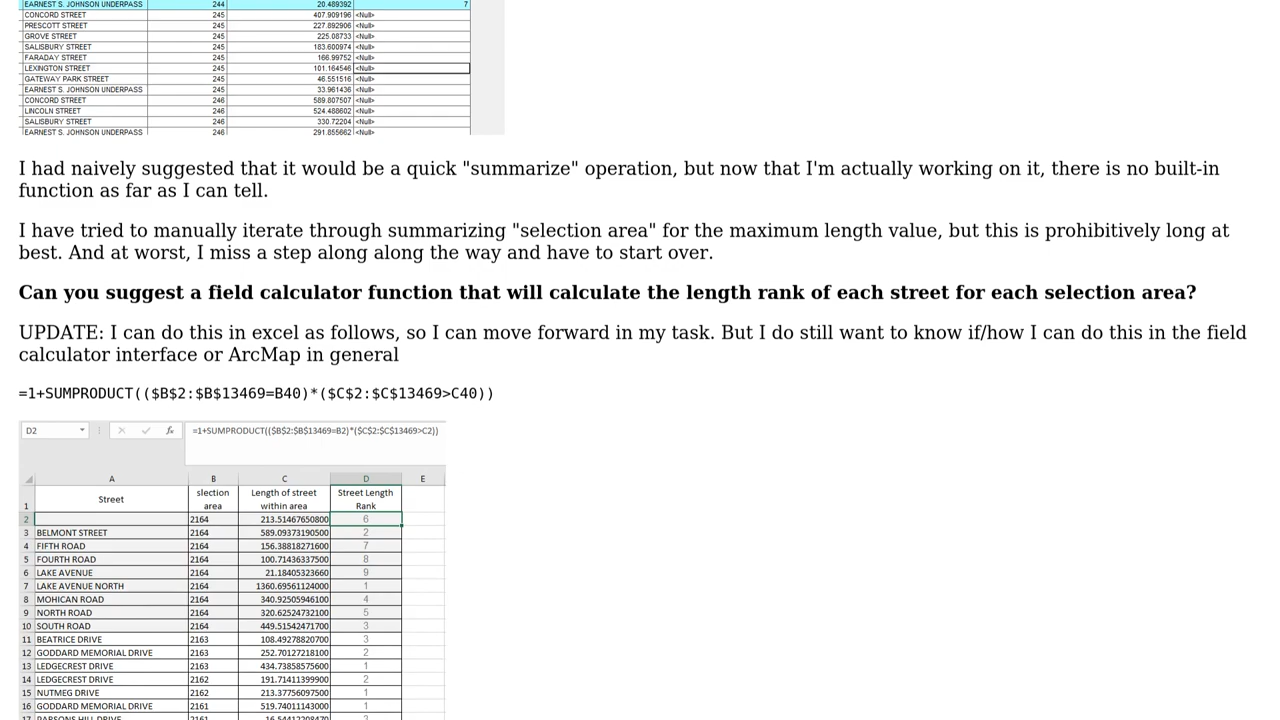 EARNEST S. JOHNSON UNDERPASS 244 20.489392 7
CONCORD STREET 245 407.909196 <Null>
PRESCOTT STREET 245 227.892906 <Null>
GROVE STREET 245 225.08733 <Null>
SALISBURY STREET 245 183.600974 <Null>
FARADAY STREET 245 166.99752 <Null>
LEXINGTON STREET 245 101.164546 <Null>
GATEWAY PARK STREET 245 46.551516 <Null>
EARNEST S. JOHNSON UNDERPASS 245 33.961436 <Null>
CONCORD STREET 246 589.807507 <Null>
LINCOLN STREET 246 524.488602 <Null>
SALISBURY STREET 246 330.72204 <Null>
EARNEST S. JOHNSON UNDERPASS 246 291.855662 <Null>
I had naively suggested that it would be a quick "summarize" operation, but now that I'm actually working on it, there is no built-in
function as far as I can tell.
I have tried to manually iterate through summarizing "selection area" for the maximum length value, but this is prohibitively long at
best. And at worst, I miss a step along along the way and have to start over.
Can you suggest a field calculator function that will calculate the length rank of each street for each selection area?
UPDATE: I can do this in excel as follows, so I can move forward in my task. But I do still want to know if/how I can do this in the field
calculator interface or ArcMap in general
=1+SUMPRODUCT(($B$2:$B$13469=B40)*($C$2:$C$13469>C40))
D2 fx =1+SUMPRODUCT(($B$2:$B$13469=B2)*($C$2:$C$13469>C2))
A B C D E
slection Length of street Street Length
1 Street area within area Rank
2 2164 213.51467650800 6
3 BELMONT STREET 2164 589.09373190500 2
4 FIFTH ROAD 2164 156.38818271600 7
5 FOURTH ROAD 2164 100.71436337500 8
6 LAKE AVENUE 2164 21.18405323660 9
7 LAKE AVENUE NORTH 2164 1360.69561124000 1
8 MOHICAN ROAD 2164 340.92505946100 4
9 NORTH ROAD 2164 320.62524732100 5
10 SOUTH ROAD 2164 449.51542471700 3
11 BEATRICE DRIVE 2163 108.49278820700 3
12 GODDARD MEMORIAL DRIVE 2163 252.70127218100 2
13 LEDGECREST DRIVE 2163 434.73858575600 1
14 LEDGECREST DRIVE 2162 191.71411399900 2
15 NUTMEG DRIVE 2162 213.37756097500 1
16 GODDARD MEMORIAL DRIVE 2161 519.74011143000 1
17 PARSONS HILL DRIVE 2161 16.54412208470 3